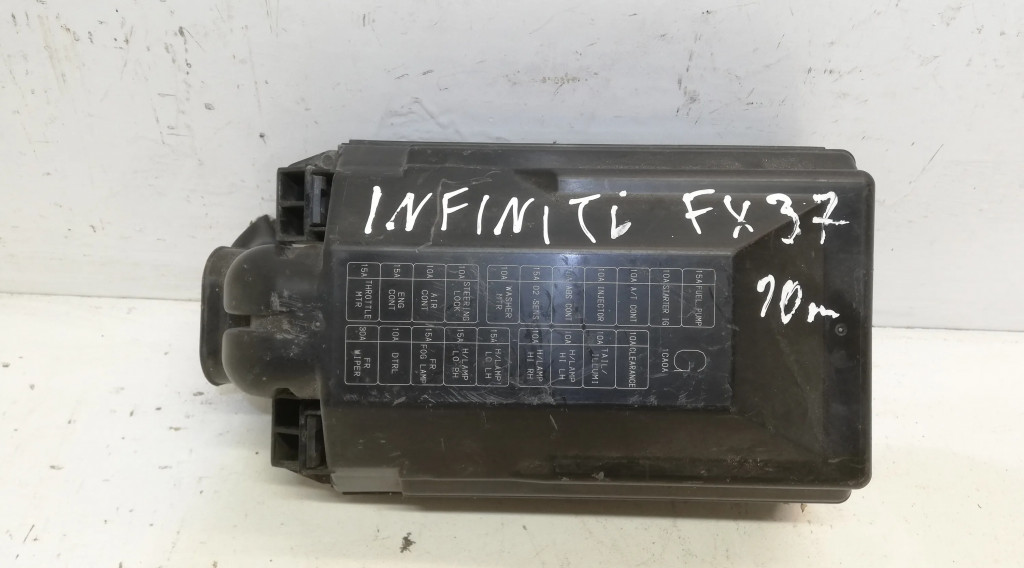 INFINITI FX37
10m
15A FUEL PUMP
10A STARTER IG
10A A/T CONT
10A INJECTOR
ABS CONT
15A O2 SENS
10A WASHER MTR
10A STEERING LOCK
10A AIR CONT
15A ENG CONT
15A THROTTLE MTR
G
1CA0A
10A CLEARANCE
10A TAIL/ILLUMI
10A H/LAMP HI LH
10A H/LAMP HI RH
15A H/LAMP LO LH
15A H/LAMP LO RH
15A FR FOG LAMP
10A DTRL
30A FR WIPER